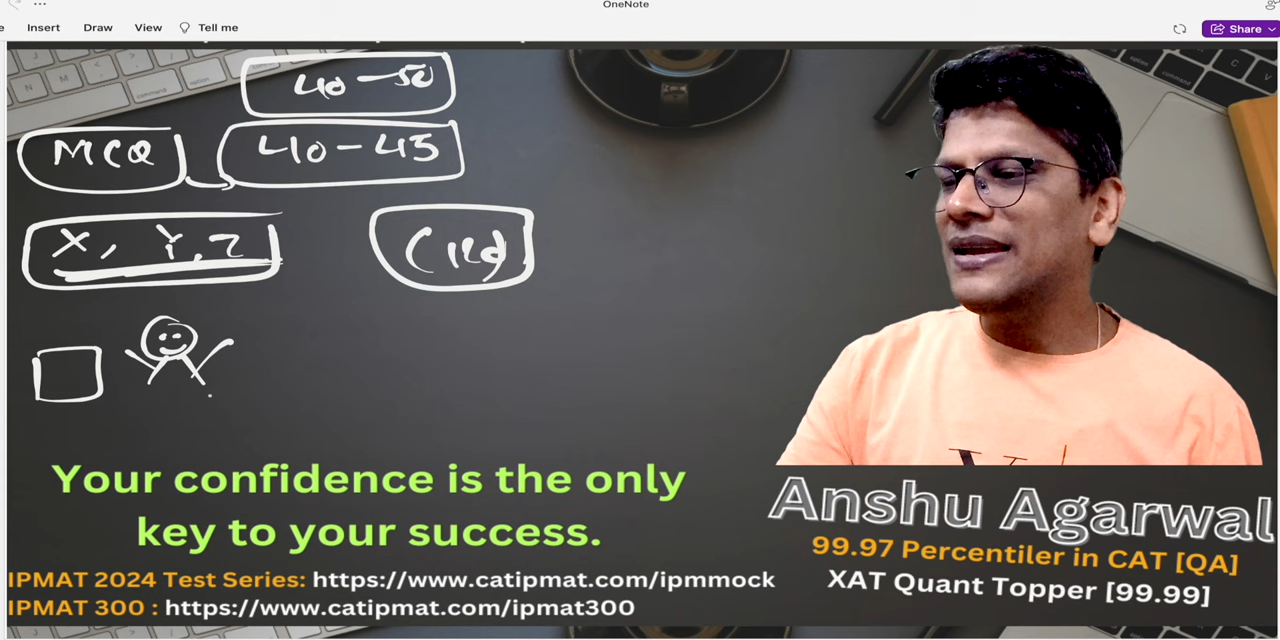 OneNote
Insert Draw View Tell me Share
40-50
MCQ 40-45
X, Y, Z
Your confidence is the only
key to your success.
Anshu Agarwal
99.97 Percentiler in CAT [QA]
XAT Quant Topper [99.99]
IPMAT 2024 Test Series: https://www.catipmat.com/ipmmock
IPMAT 300 : https://www.catipmat.com/ipmat300